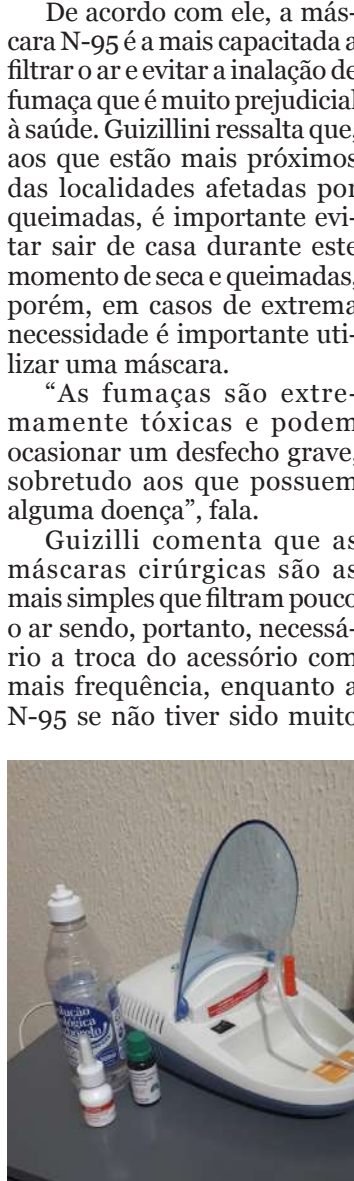 De acordo com ele, a más-
cara N-95 é a mais capacitada a
filtrar o ar e evitar a inalação de
fumaça que é muito prejudicial
à saúde. Guizillini ressalta que,
aos que estão mais próximos
das localidades afetadas por
queimadas, é importante evi-
tar sair de casa durante este
momento de seca e queimadas,
porém, em casos de extrema
necessidade é importante uti-
lizar uma máscara.
“As fumaças são extre-
mamente tóxicas e podem
ocasionar um desfecho grave,
sobretudo aos que possuem
alguma doença”, fala.
Guizilli comenta que as
máscaras cirúrgicas são as
mais simples que filtram pouco
o ar sendo, portanto, necessá-
rio a troca do acessório com
mais frequência, enquanto a
N-95 se não tiver sido muito